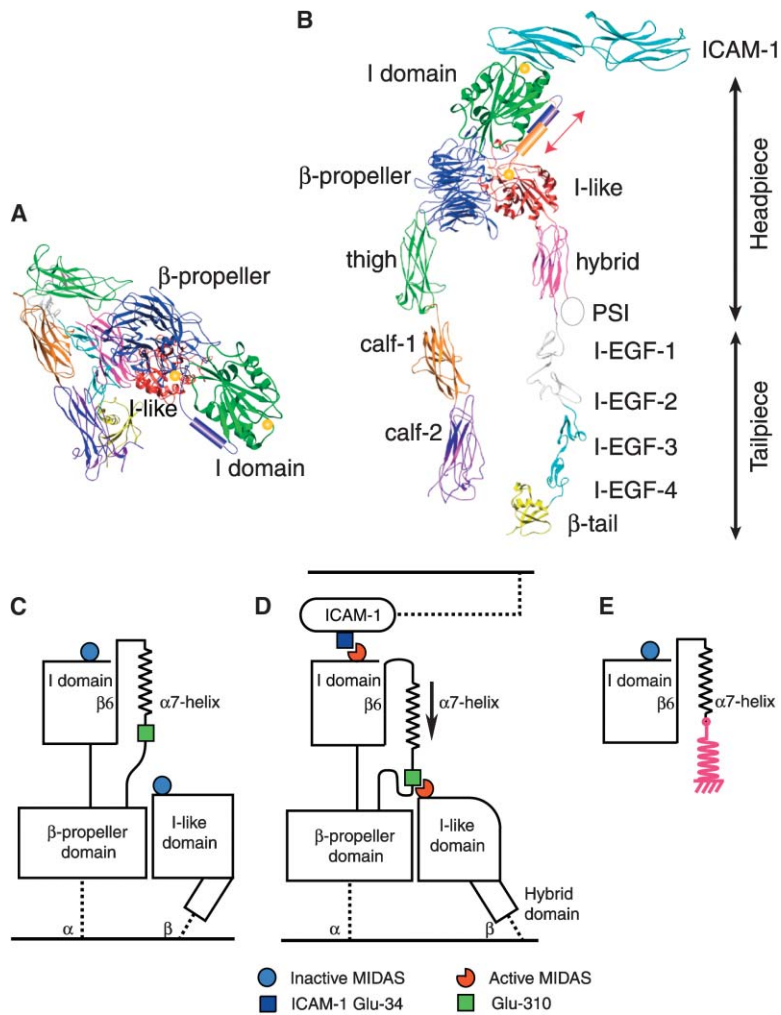 A
β-propeller
I-like
I domain
B
ICAM-1
I domain
β-propeller
I-like
thigh
hybrid
PSI
calf-1
I-EGF-1
I-EGF-2
calf-2
I-EGF-3
I-EGF-4
β-tail
Headpiece
Tailpiece
C
I domain
β6
α7-helix
β-propeller
domain
I-like
domain
α
β
D
ICAM-1
I domain
β6
α7-helix
β-propeller
domain
I-like
domain
Hybrid
domain
α
β
E
I domain
β6
α7-helix
Inactive MIDAS
Active MIDAS
ICAM-1 Glu-34
Glu-310